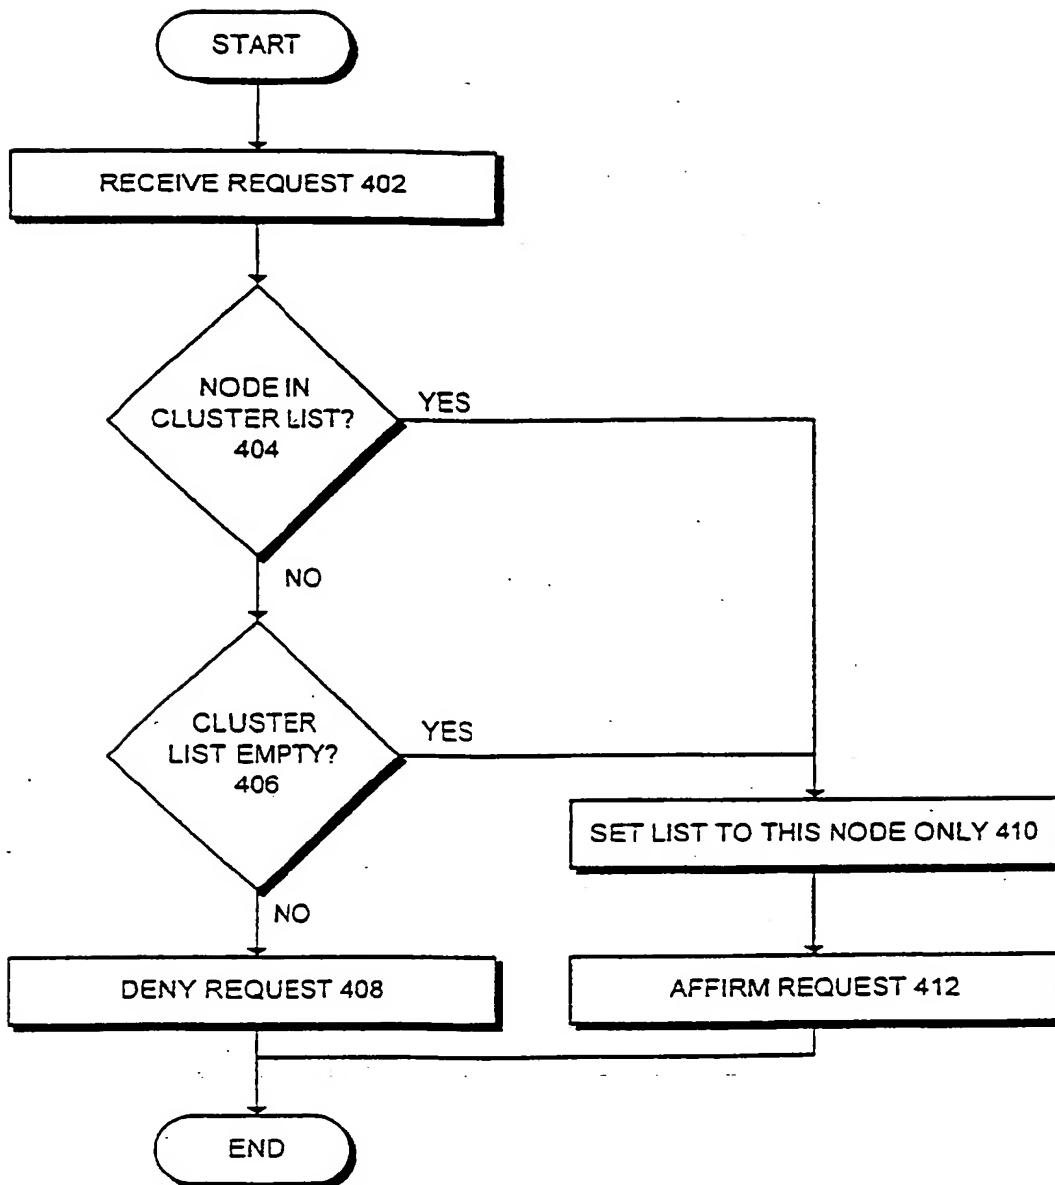 START
RECEIVE REQUEST 402
NODE IN
CLUSTER LIST?
404
YES
NO
CLUSTER
LIST EMPTY?
406
YES
NO
SET LIST TO THIS NODE ONLY 410
DENY REQUEST 408
AFFIRM REQUEST 412
END